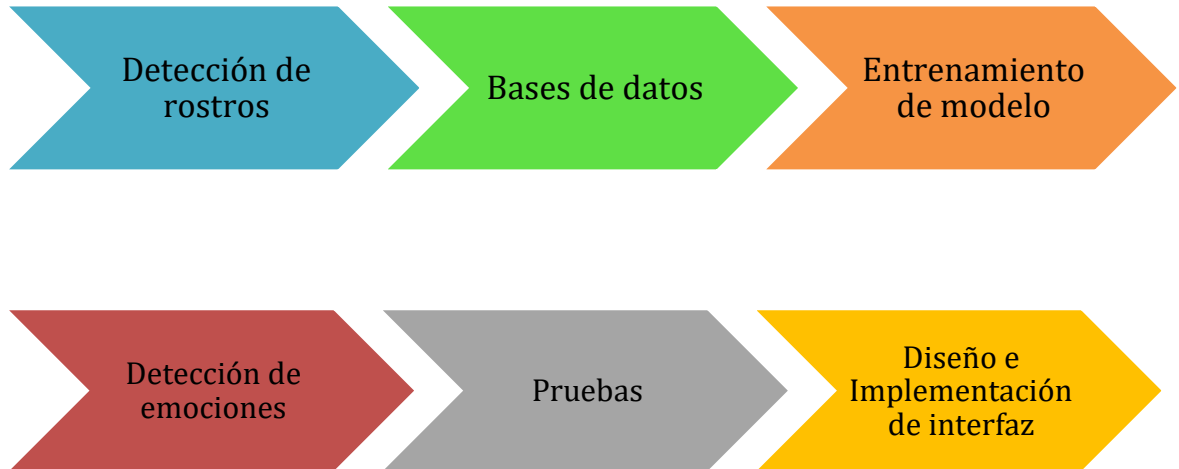 Detección de
rostros
Bases de datos
Entrenamiento
de modelo
Detección de
emociones
Pruebas
Diseño e
Implementación
de interfaz